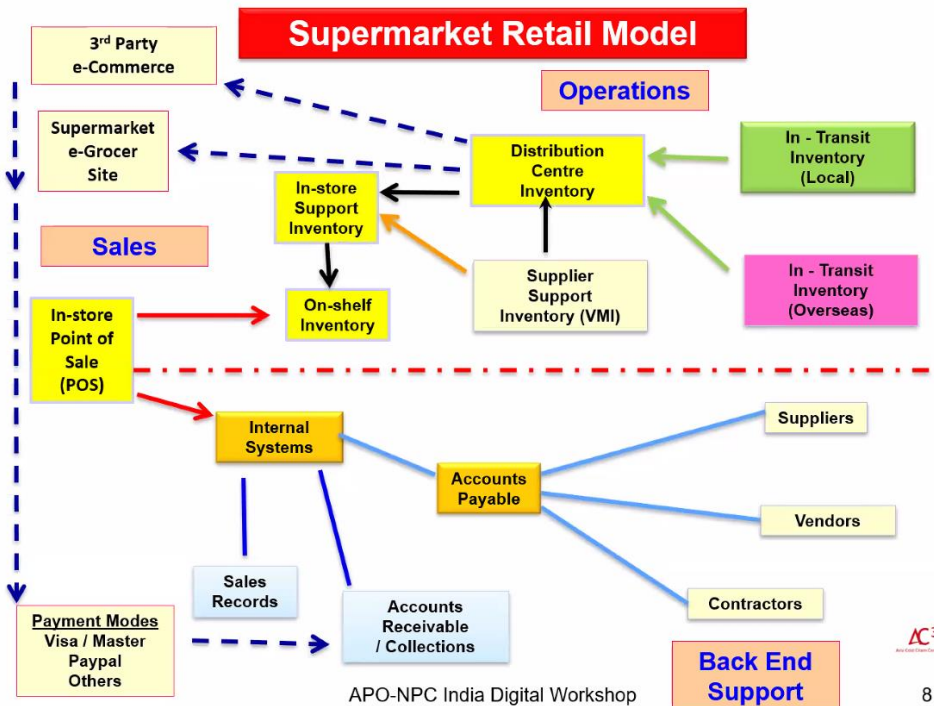 Supermarket Retail Model
3rd Party
e-Commerce
Operations
Supermarket
e-Grocer
Site
Distribution
Centre
Inventory
In - Transit
Inventory
(Local)
In-store
Support
Inventory
Sales
Supplier
Support
Inventory (VMI)
In - Transit
Inventory
(Overseas)
On-shelf
Inventory
In-store
Point of
Sale
(POS)
Internal
Systems
Suppliers
Accounts
Payable
Vendors
Sales
Records
Accounts
Receivable
/ Collections
Contractors
Payment Modes
Visa / Master
Paypal
Others
Back End
Support
APO-NPC India Digital Workshop
8